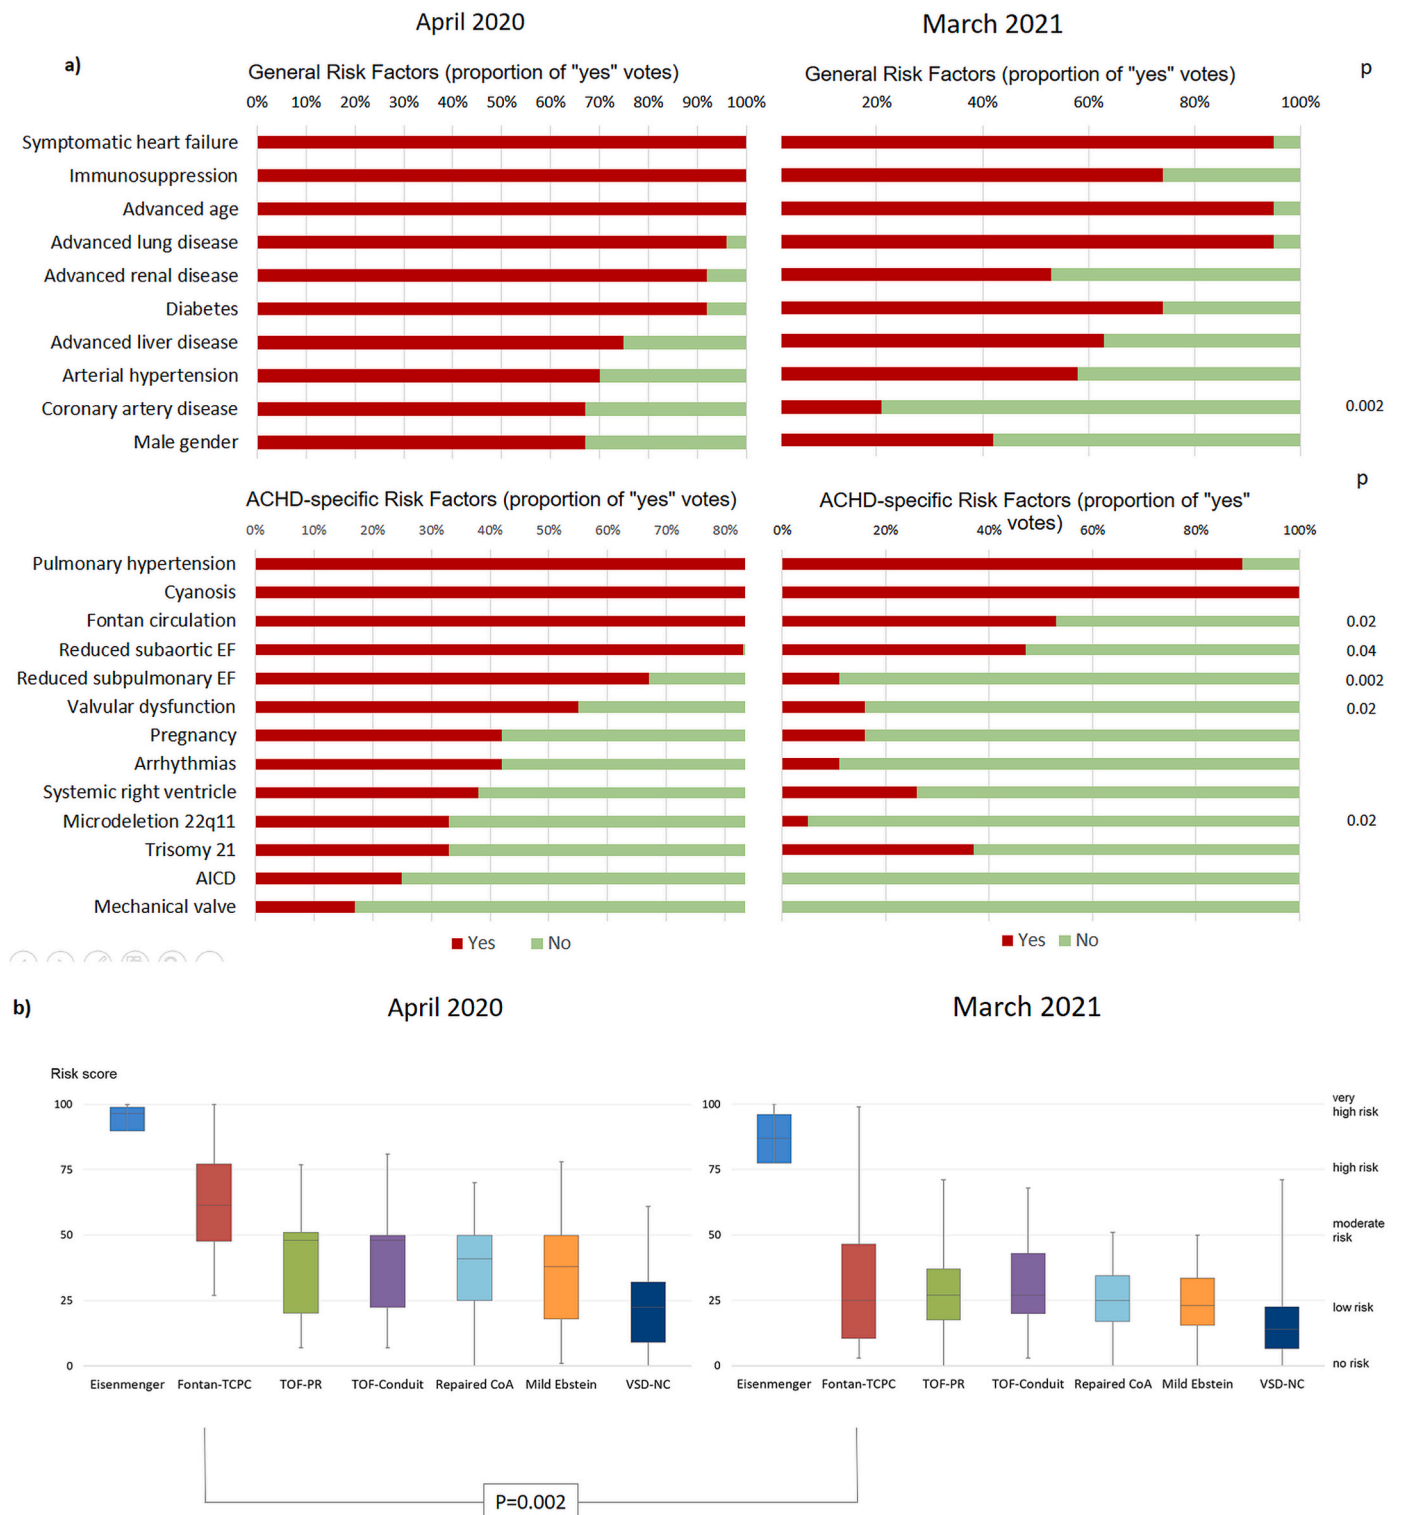 April 2020
March 2021
a)
General Risk Factors (proportion of "yes" votes)
General Risk Factors (proportion of "yes" votes)
p
0% 10% 20% 30% 40% 50% 60% 70% 80% 90% 100%
20% 40% 60% 80% 100%
Symptomatic heart failure
Immunosuppression
Advanced age
Advanced lung disease
Advanced renal disease
Diabetes
Advanced liver disease
Arterial hypertension
Coronary artery disease
0.002
Male gender
ACHD-specific Risk Factors (proportion of "yes" votes)
ACHD-specific Risk Factors (proportion of "yes"
votes)
p
0% 10% 20% 30% 40% 50% 60% 70% 80%
0% 20% 40% 60% 80% 100%
Pulmonary hypertension
Cyanosis
Fontan circulation
0.02
Reduced subaortic EF
0.04
Reduced subpulmonary EF
0.002
Valvular dysfunction
0.02
Pregnancy
Arrhythmias
Systemic right ventricle
Microdeletion 22q11
0.02
Trisomy 21
AICD
Mechanical valve
Yes No
Yes No
b)
April 2020
March 2021
Risk score
100
75
50
25
0
Eisenmenger Fontan-TCPC TOF-PR TOF-Conduit Repaired CoA Mild Ebstein VSD-NC
100
75
50
25
0
very
high risk
high risk
moderate
risk
low risk
no risk
Eisenmenger Fontan-TCPC TOF-PR TOF-Conduit Repaired CoA Mild Ebstein VSD-NC
P=0.002